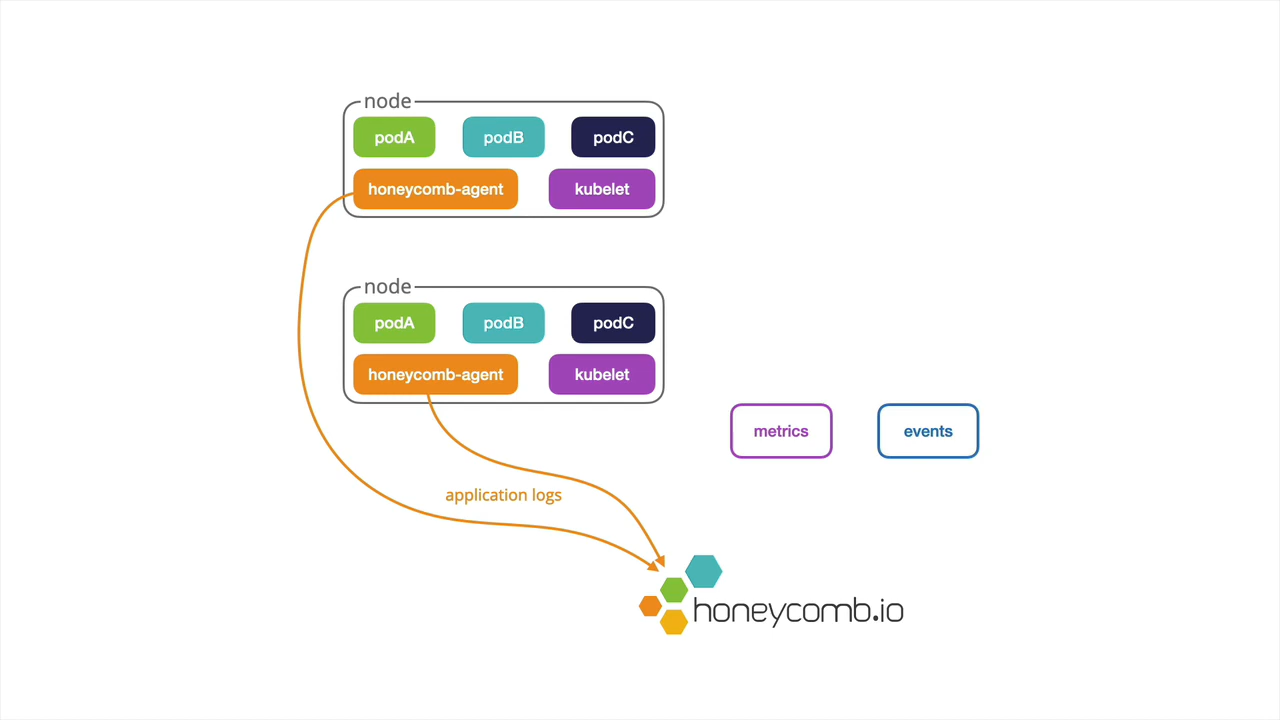 node
podA
podB
podC
honeycomb-agent
kubelet
node
podA
podB
podC
honeycomb-agent
kubelet
metrics
events
application logs
honeycomb.io